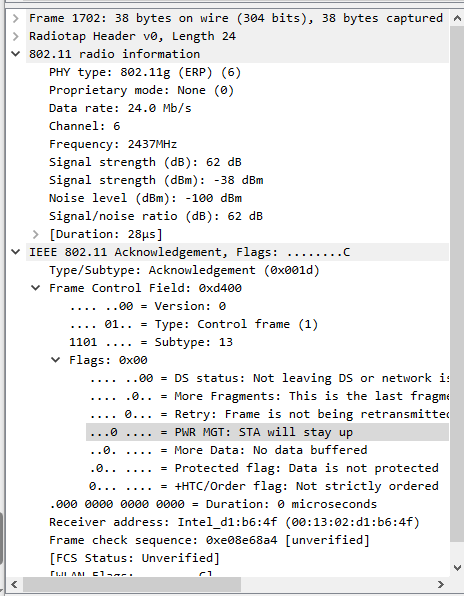 Frame 1702: 38 bytes on wire (304 bits), 38 bytes captured
Radiotap Header v0, Length 24
802.11 radio information
PHY type: 802.11g (ERP) (6)
Proprietary mode: None (0)
Data rate: 24.0 Mb/s
Channel: 6
Frequency: 2437MHz
Signal strength (dB): 62 dB
Signal strength (dBm): -38 dBm
Noise level (dBm): -100 dBm
Signal/noise ratio (dB): 62 dB
[Duration: 28µs]
IEEE 802.11 Acknowledgement, Flags: ........C
Type/Subtype: Acknowledgement (0x001d)
Frame Control Field: 0xd400
.... ..00 = Version: 0
.... 01.. = Type: Control frame (1)
1101 .... = Subtype: 13
Flags: 0x00
.... ..00 = DS status: Not leaving DS or network is
.... .0.. = More Fragments: This is the last fragme
.... 0... = Retry: Frame is not being retransmitted
...0 .... = PWR MGT: STA will stay up
..0. .... = More Data: No data buffered
.0.. .... = Protected flag: Data is not protected
0... .... = +HTC/Order flag: Not strictly ordered
.000 0000 0000 0000 = Duration: 0 microseconds
Receiver address: Intel_d1:b6:4f (00:13:02:d1:b6:4f)
Frame check sequence: 0xe08e68a4 [unverified]
[FCS Status: Unverified]
[WLAN Flags: ........C]